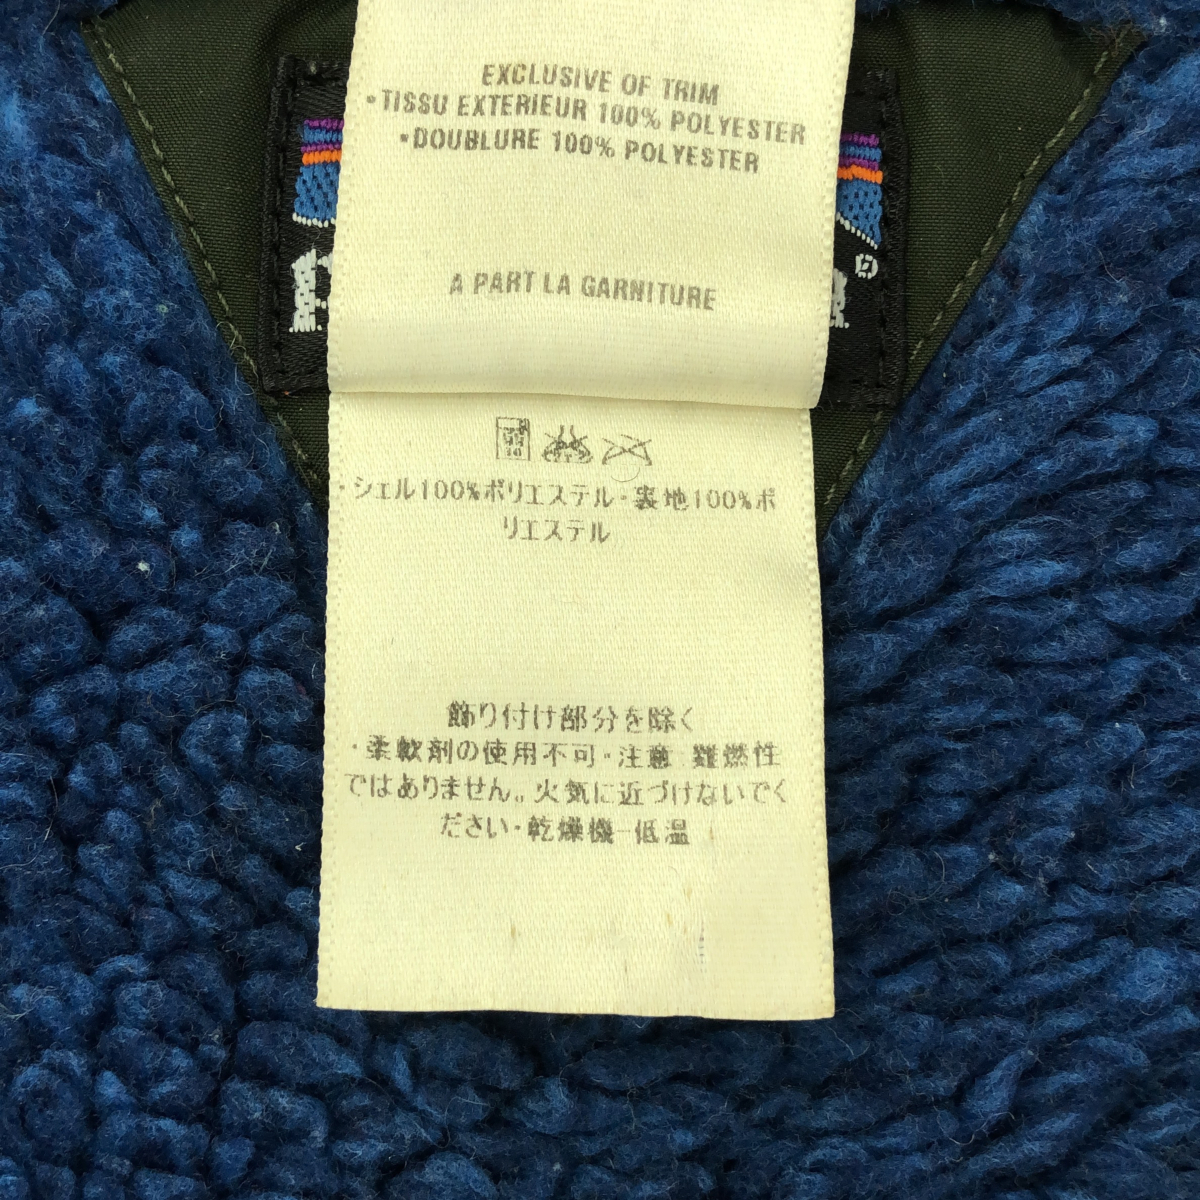 EXCLUSIVE OF TRIM
•TISSU EXTERIEUR 100% POLYESTER
•DOUBLURE 100% POLYESTER
A PART LA GARNITURE
・シェル100%ポリエステル・裏地100%ポ
リエステル
飾り付け部分を除く
・柔軟剤の使用不可・注意 難燃性
ではありません。火気に近づけないでく
ださい・乾燥機-低温